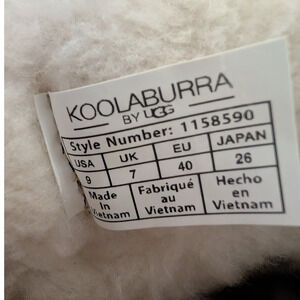 KOOLABURRA
BY UGG
Style Number: 1158590
USA UK EU JAPAN
9 7 40 26
Made in Vietnam Fabriqué au Vietnam Hecho en Vietnam